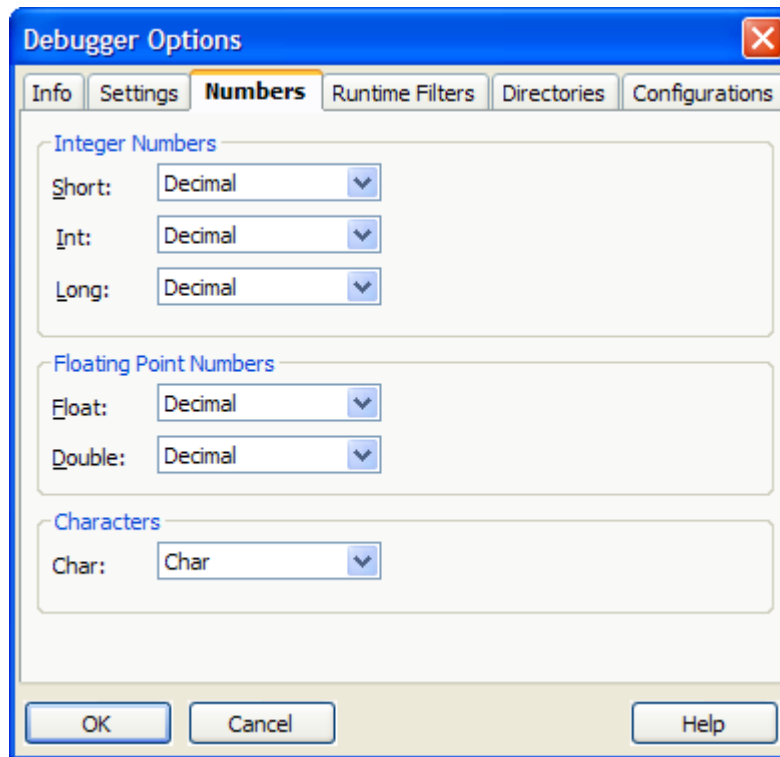 Debugger Options
Info Settings Numbers Runtime Filters Directories Configurations
Integer Numbers
Short: Decimal
Int: Decimal
Long: Decimal
Floating Point Numbers
Float: Decimal
Double: Decimal
Characters
Char: Char
OK Cancel Help